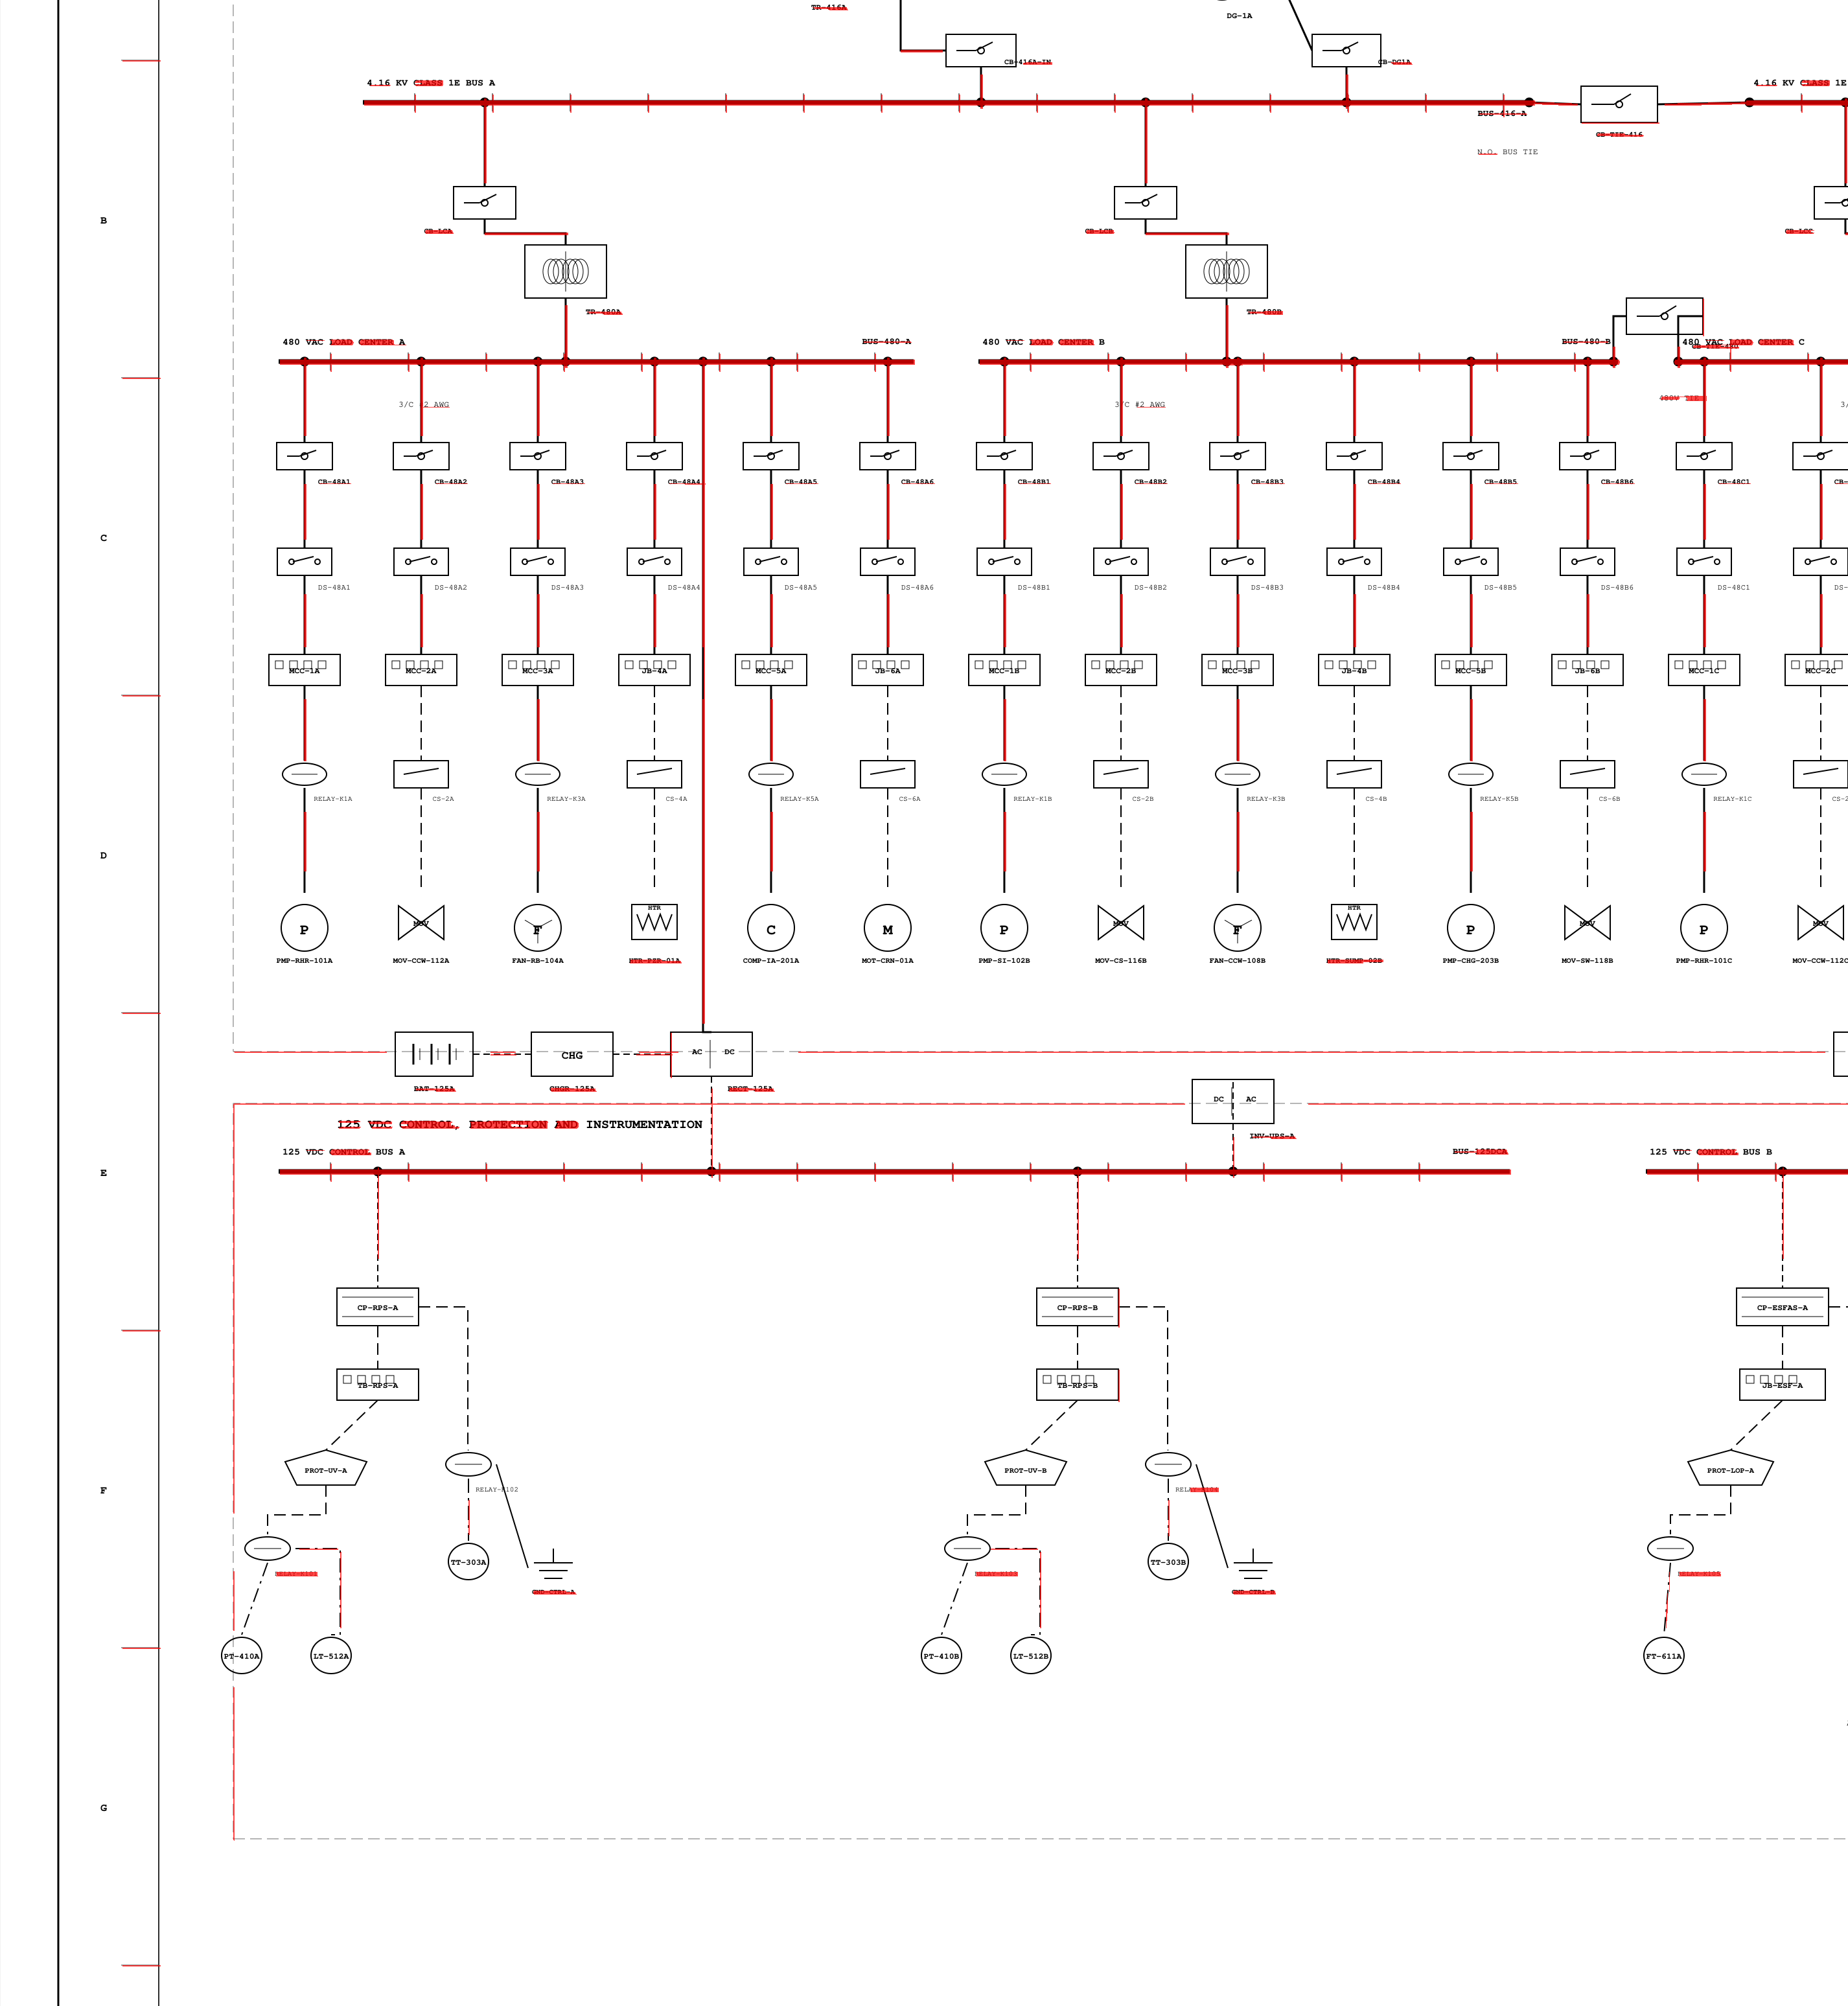 TR-416A
DG-1A
CB-416A-IN
CB-DG1A
4.16 KV CLASS 1E BUS A
4.16 KV CLASS 1E
BUS-416-A
CB-TIE-416
N.O. BUS TIE
B
CB-LCA
CB-LCB
CB-LCC
TR-480A
TR-480B
480 VAC LOAD CENTER A
BUS-480-A
480 VAC LOAD CENTER B
BUS-480-B
480 VAC LOAD CENTER C
CB-TIE-480
3/C #2 AWG
3/C #2 AWG
480V TIE
3/
CB-48A1
CB-48A2
CB-48A3
CB-48A4
CB-48A5
CB-48A6
CB-48B1
CB-48B2
CB-48B3
CB-48B4
CB-48B5
CB-48B6
CB-48C1
CB-
C
DS-48A1
DS-48A2
DS-48A3
DS-48A4
DS-48A5
DS-48A6
DS-48B1
DS-48B2
DS-48B3
DS-48B4
DS-48B5
DS-48B6
DS-48C1
DS-
MCC-1A
MCC-2A
MCC-3A
JB-4A
MCC-5A
JB-6A
MCC-1B
MCC-2B
MCC-3B
JB-4B
MCC-5B
JB-6B
MCC-1C
MCC-2C
RELAY-K1A
CS-2A
RELAY-K3A
CS-4A
RELAY-K5A
CS-6A
RELAY-K1B
CS-2B
RELAY-K3B
CS-4B
RELAY-K5B
CS-6B
RELAY-K1C
CS-2
D
P
MOV
F
HTR
C
M
P
MOV
F
HTR
P
MOV
P
MOV
PMP-RHR-101A
MOV-CCW-112A
FAN-RB-104A
HTR-PZR-01A
COMP-IA-201A
MOT-CRN-01A
PMP-SI-102B
MOV-CS-116B
FAN-CCW-108B
HTR-SUMP-02B
PMP-CHG-203B
MOV-SW-118B
PMP-RHR-101C
MOV-CCW-112C
CHG
AC DC
BAT-125A
CHGR-125A
RECT-125A
DC AC
125 VDC CONTROL, PROTECTION AND INSTRUMENTATION
INV-UPS-A
125 VDC CONTROL BUS A
BUS-125DCA
125 VDC CONTROL BUS B
E
CP-RPS-A
CP-RPS-B
CP-ESFAS-A
TB-RPS-A
TB-RPS-B
JB-ESF-A
PROT-UV-A
PROT-UV-B
PROT-LOP-A
F
RELAY-K102
TT-303A
TT-303B
GND-CTRL-A
GND-CTRL-B
PT-410A
LT-512A
PT-410B
LT-512B
FT-611A
G